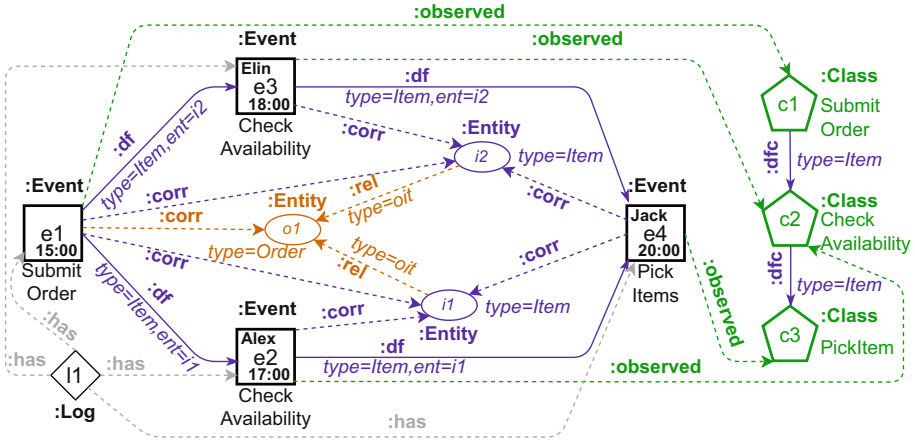 :observed
:Event
:observed
Elin
e3
18:00
Check
Availability
:df
type=Item,ent=i2
:Class
c1
Submit
Order
:df
type=Item,ent=i2
:corr
:Entity
i2
type=Item
:dfc
type=Item
:Event
e1
15:00
Submit
Order
:corr
:corr
:rel
type=oit
:Entity
o1
type=Order
type=oit
:rel
:corr
:Event
Jack
e4
20:00
Pick
Items
:Class
c2
Check
Availability
:corr
:corr
:df
type=Item,ent=i1
i1
type=Item
:Entity
:dfc
type=Item
:observed
:Event
Alex
e2
17:00
Check
Availability
:corr
:df
type=Item,ent=i1
:observed
:Class
c3
PickItem
:has
:has
:has
l1
:Log
:has